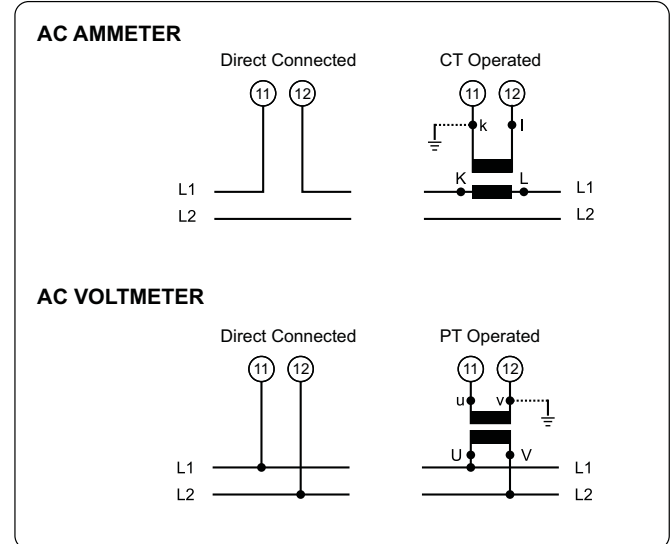 AC AMMETER
Direct Connected
CT Operated
11 12
11 12
k l
K L
L1
L1
L2
L2
AC VOLTMETER
Direct Connected
PT Operated
11 12
11 12
u v
U V
L1
L1
L2
L2